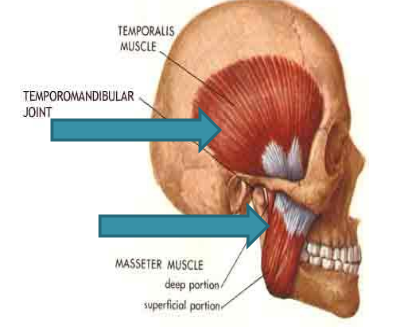 TEMPORALIS
MUSCLE
TEMPOROMANDIBULAR
JOINT
MASSETER MUSCLE
deep portion
superficial portion